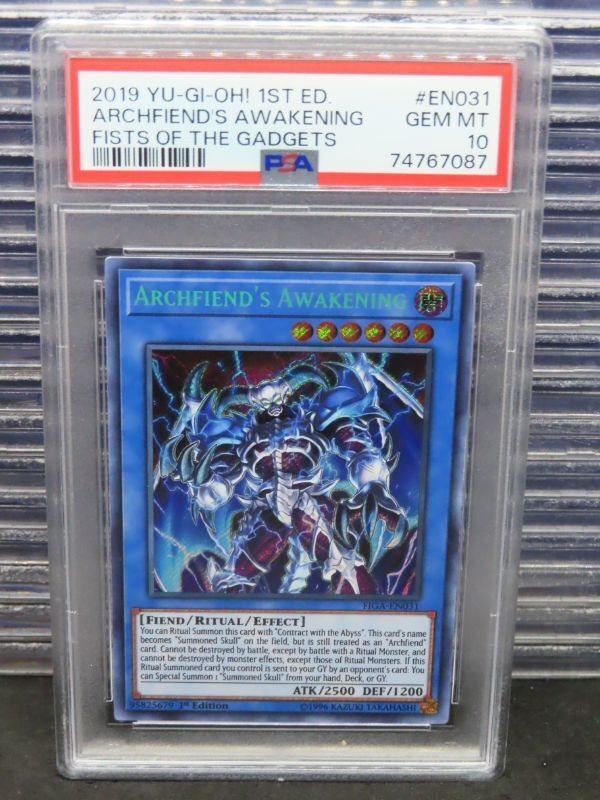 2019 YU-GI-OH! 1ST ED. #EN031
ARCHFIEND'S AWAKENING GEM MT
FISTS OF THE GADGETS 10
PSA 74767087
ARCHFIEND'S AWAKENING
FIGA-EN031
[FIEND/RITUAL/EFFECT]
You can Ritual Summon this card with "Contract with the Abyss". This card's name
becomes "Summoned Skull" on the field, but is still treated as an "Archfiend"
card. Cannot be destroyed by battle, except by battle with a Ritual Monster, and
cannot be destroyed by monster effects, except those of Ritual Monsters. If this
Ritual Summoned card you control is sent to your GY by an opponent's card: You
can Special Summon 1 "Summoned Skull" from your hand, Deck, or GY.
ATK/2500 DEF/1200
95825679 1st Edition ©1996 KAZUKI TAKAHASHI